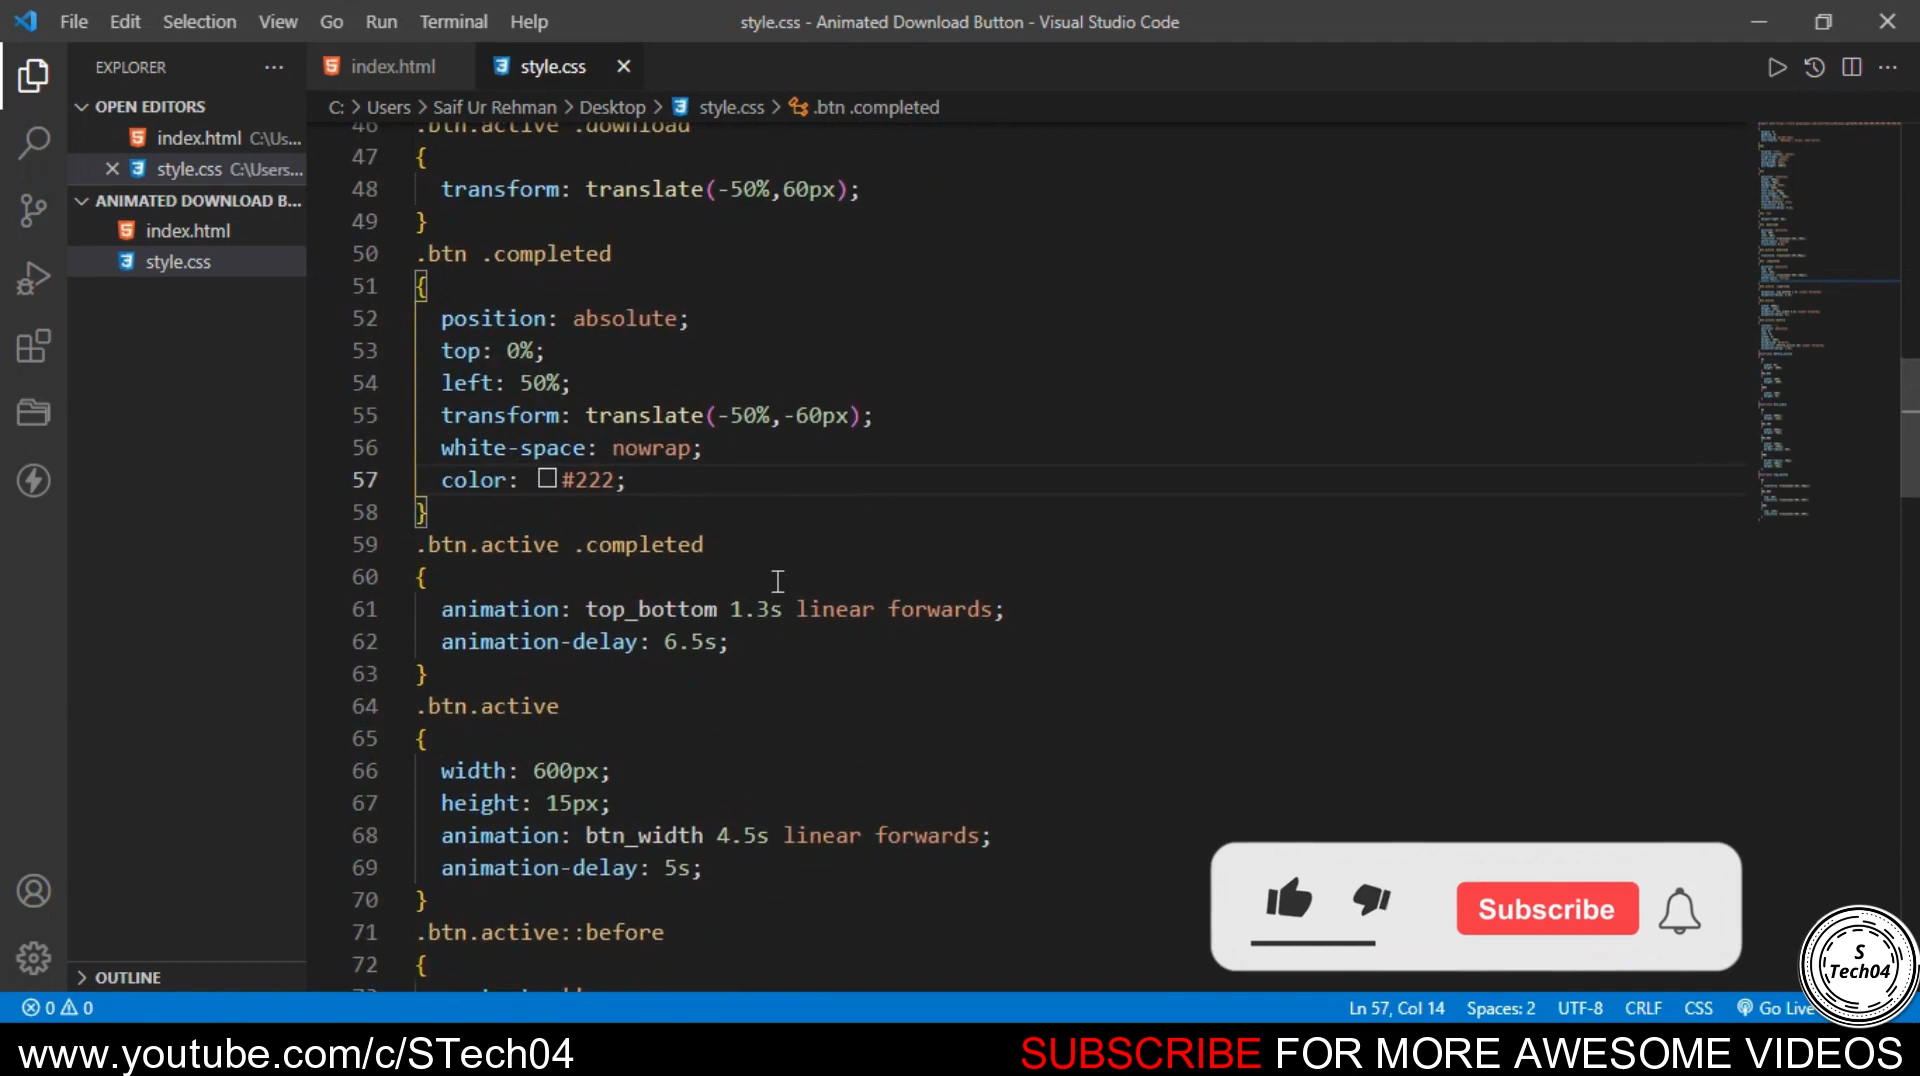 File Edit Selection View Go Run Terminal Help
style.css - Animated Download Button - Visual Studio Code
EXPLORER
OPEN EDITORS
index.html C:\Us...
style.css C:\Users...
ANIMATED DOWNLOAD B...
index.html
style.css
OUTLINE
index.html
style.css
C: > Users > Saif Ur Rehman > Desktop > style.css > .btn .completed
46 .btn.active .download
47 {
48 transform: translate(-50%,60px);
49 }
50 .btn .completed
51 {
52 position: absolute;
53 top: 0%;
54 left: 50%;
55 transform: translate(-50%,-60px);
56 white-space: nowrap;
57 color: #222;
58 }
59 .btn.active .completed
60 {
61 animation: top_bottom 1.3s linear forwards;
62 animation-delay: 6.5s;
63 }
64 .btn.active
65 {
66 width: 600px;
67 height: 15px;
68 animation: btn_width 4.5s linear forwards;
69 animation-delay: 5s;
70 }
71 .btn.active::before
72 {
Subscribe
S
Tech04
0 0
Ln 57, Col 14 Spaces: 2 UTF-8 CRLF CSS Go Live
www.youtube.com/c/STech04
SUBSCRIBE FOR MORE AWESOME VIDEOS